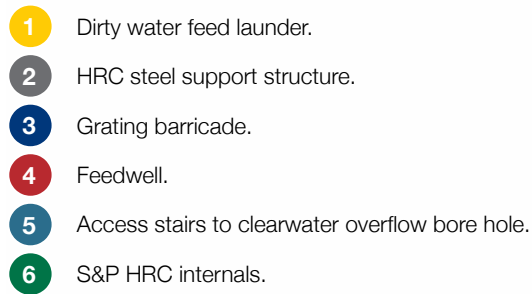 1 Dirty water feed launder.
2 HRC steel support structure.
3 Grating barricade.
4 Feedwell.
5 Access stairs to clearwater overflow bore hole.
6 S&P HRC internals.